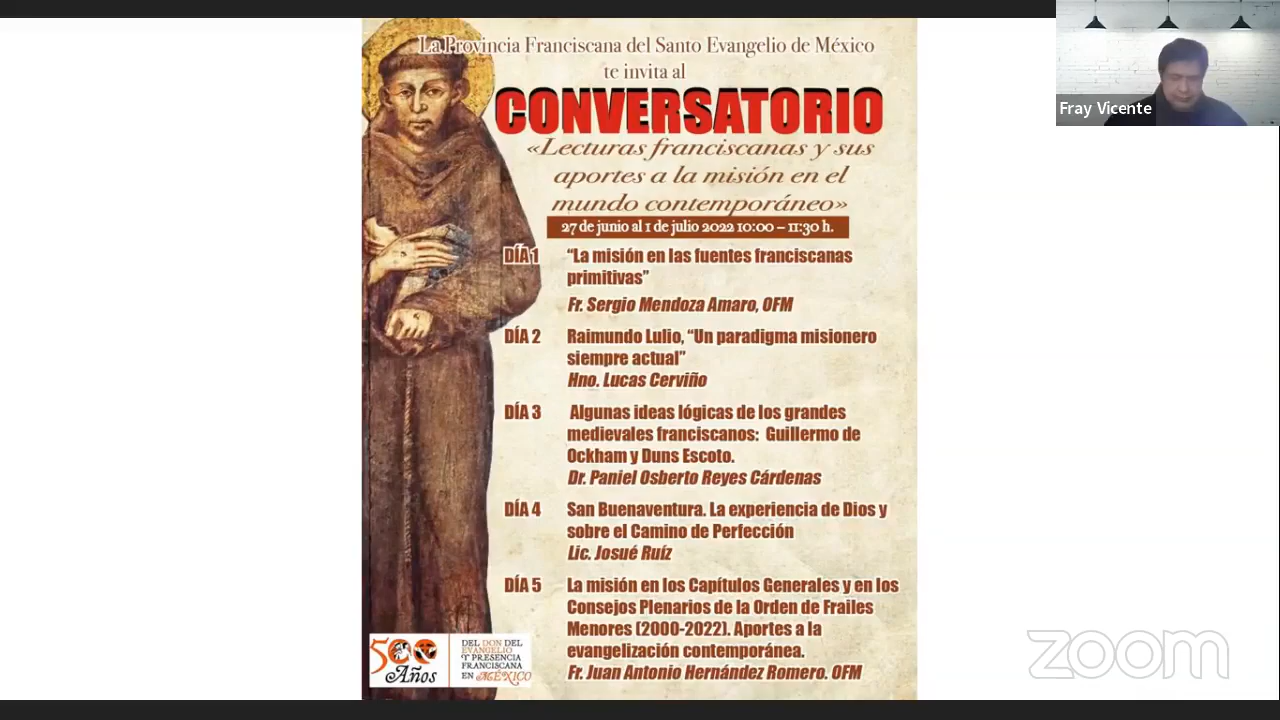 La Provincia Franciscana del Santo Evangelio de México
te invita al
CONVERSATORIO
«Lecturas franciscanas y sus
aportes a la misión en el
mundo contemporáneo»
27 de junio al 1 de julio 2022 10:00 – 11:30 h.
DÍA 1 “La misión en las fuentes franciscanas
primitivas”
Fr. Sergio Mendoza Amaro, OFM
DÍA 2 Raimundo Lulio, “Un paradigma misionero
siempre actual”
Hno. Lucas Cerviño
DÍA 3 Algunas ideas lógicas de los grandes
medievales franciscanos: Guillermo de
Ockham y Duns Escoto.
Dr. Paniel Osberto Reyes Cárdenas
DÍA 4 San Buenaventura. La experiencia de Dios y
sobre el Camino de Perfección
Lic. Josué Ruíz
DÍA 5 La misión en los Capítulos Generales y en los
Consejos Plenarios de la Orden de Frailes
Menores (2000-2022). Aportes a la
evangelización contemporánea.
Fr. Juan Antonio Hernández Romero. OFM
500
Años
DEL DON DEL
EVANGELIO
Y PRESENCIA
FRANCISCANA
EN MÉXICO
Fray Vicente
zoom